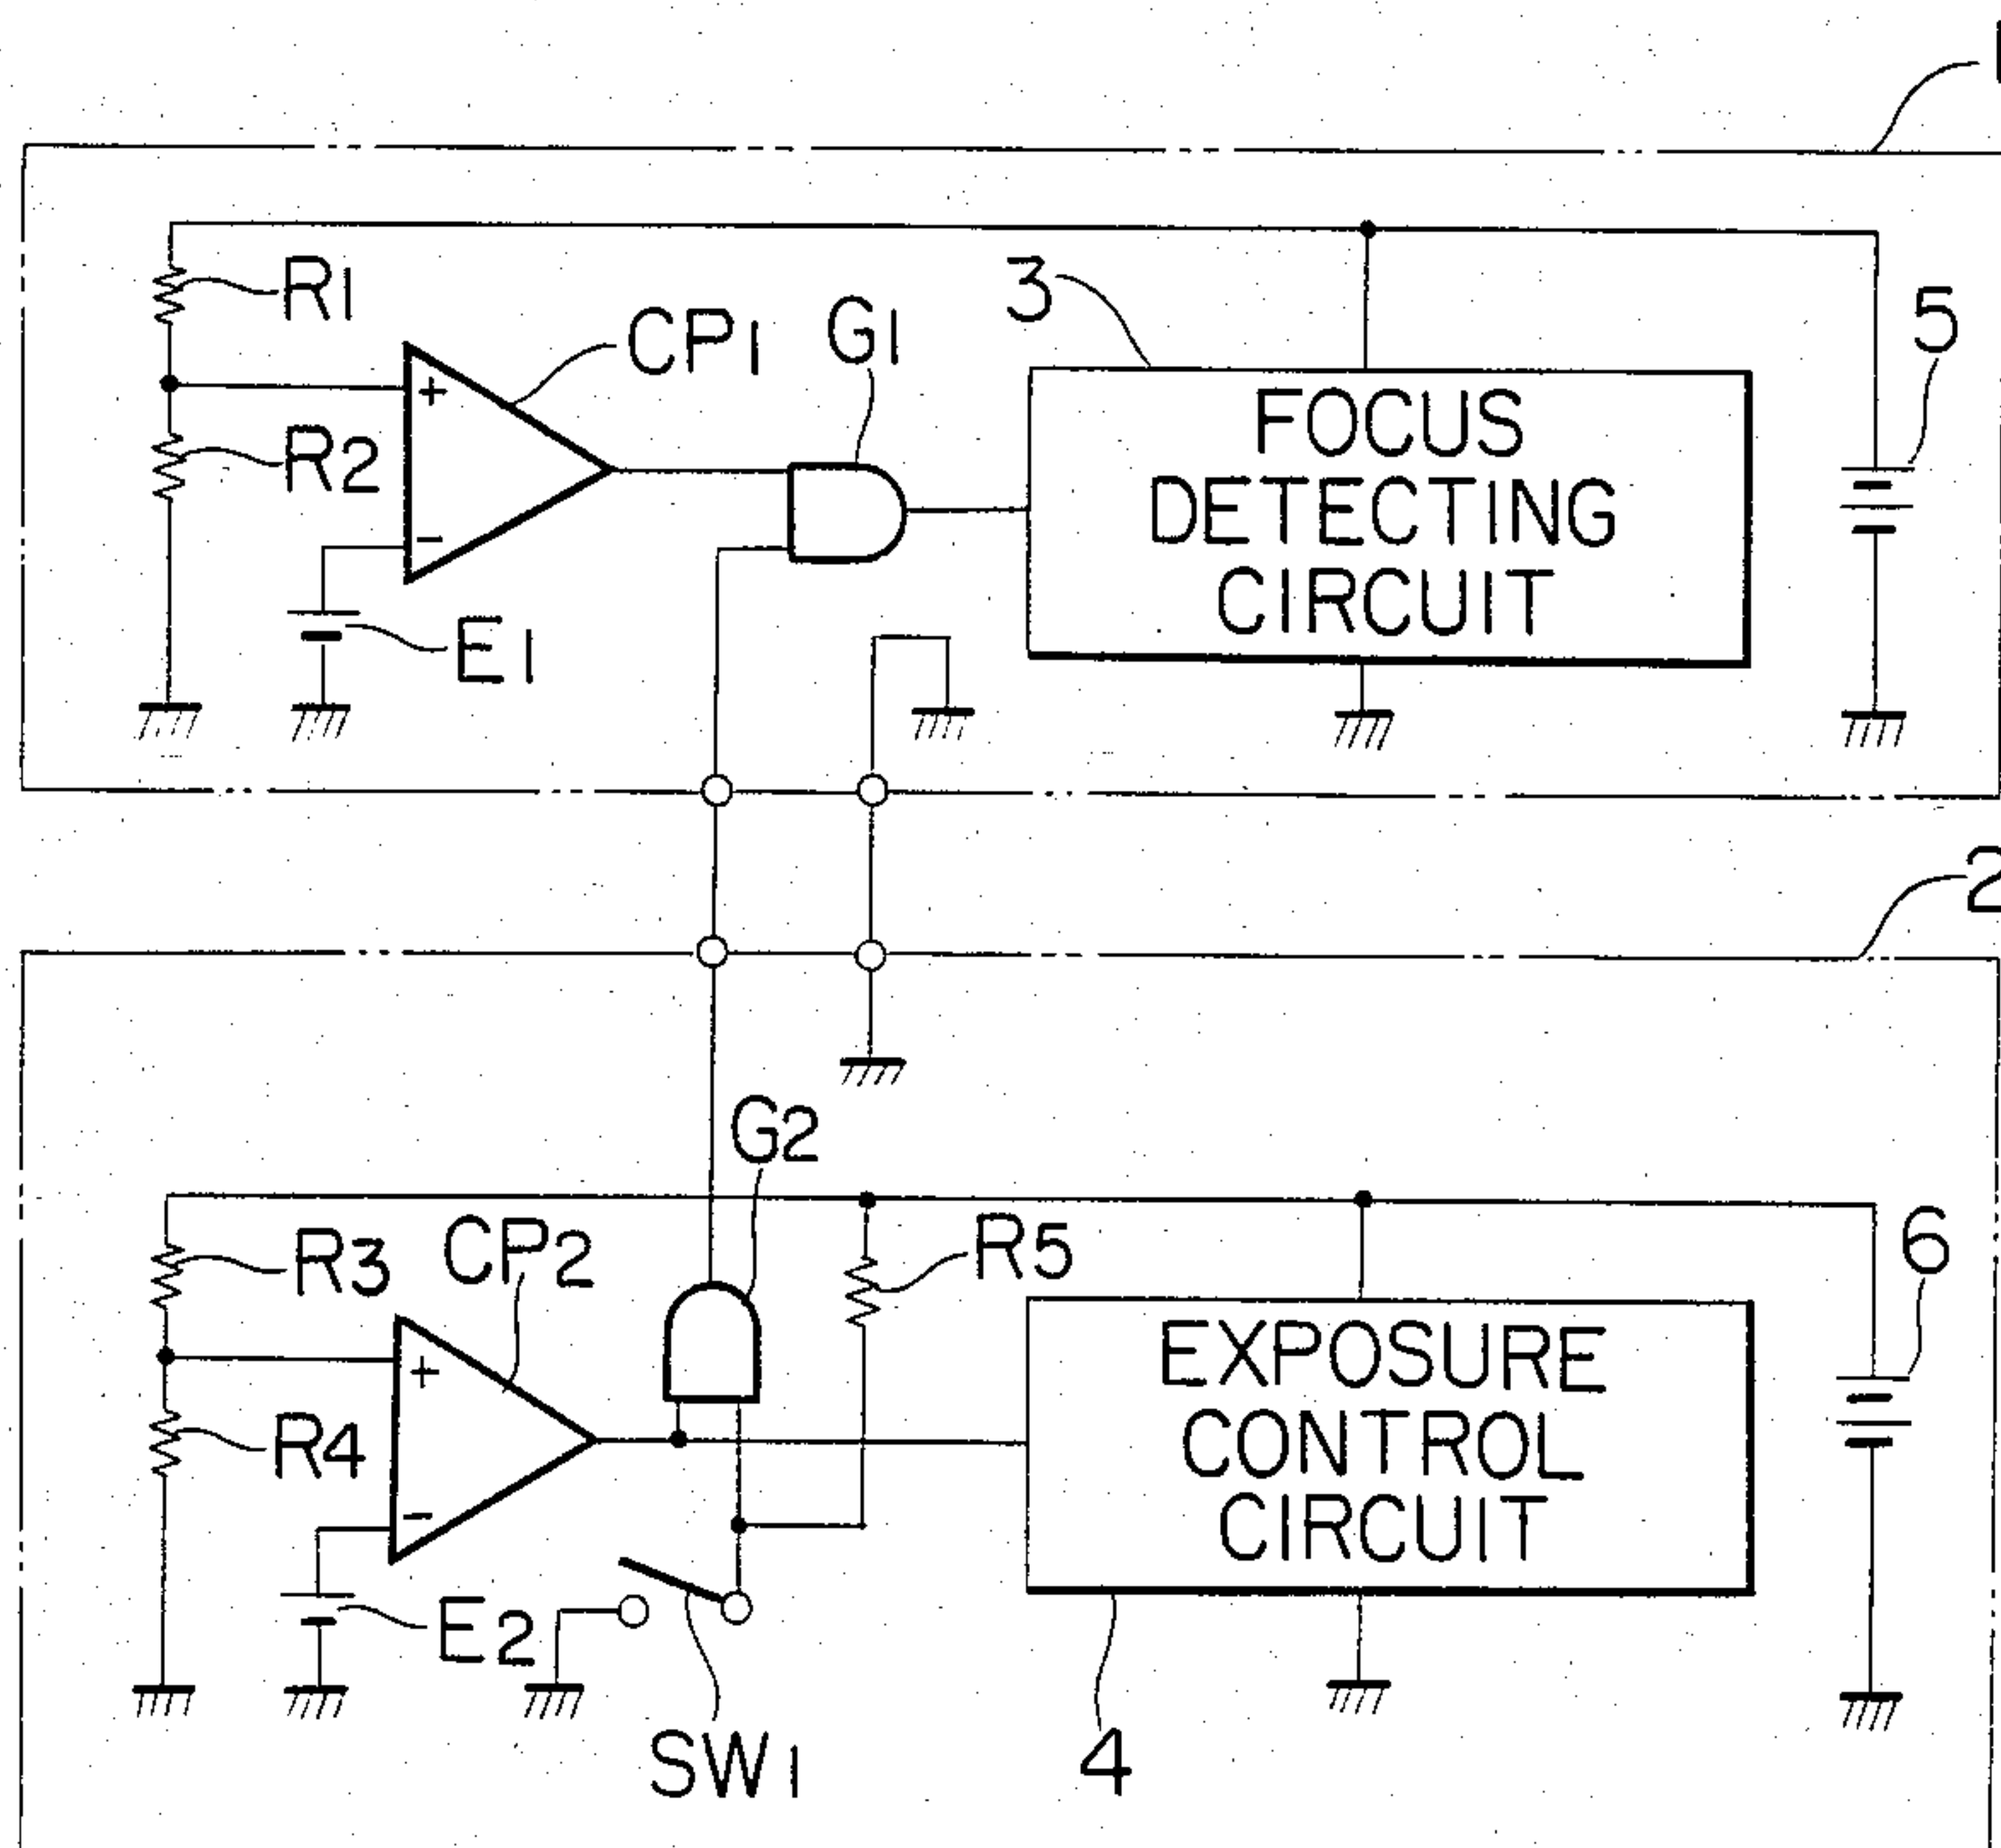 1
R1
CP1
G1
3
5
+
R2
-
E1
FOCUS
DETECTING
CIRCUIT
2
G2
R3
CP2
R5
6
+
R4
-
E2
EXPOSURE
CONTROL
CIRCUIT
SW1
4